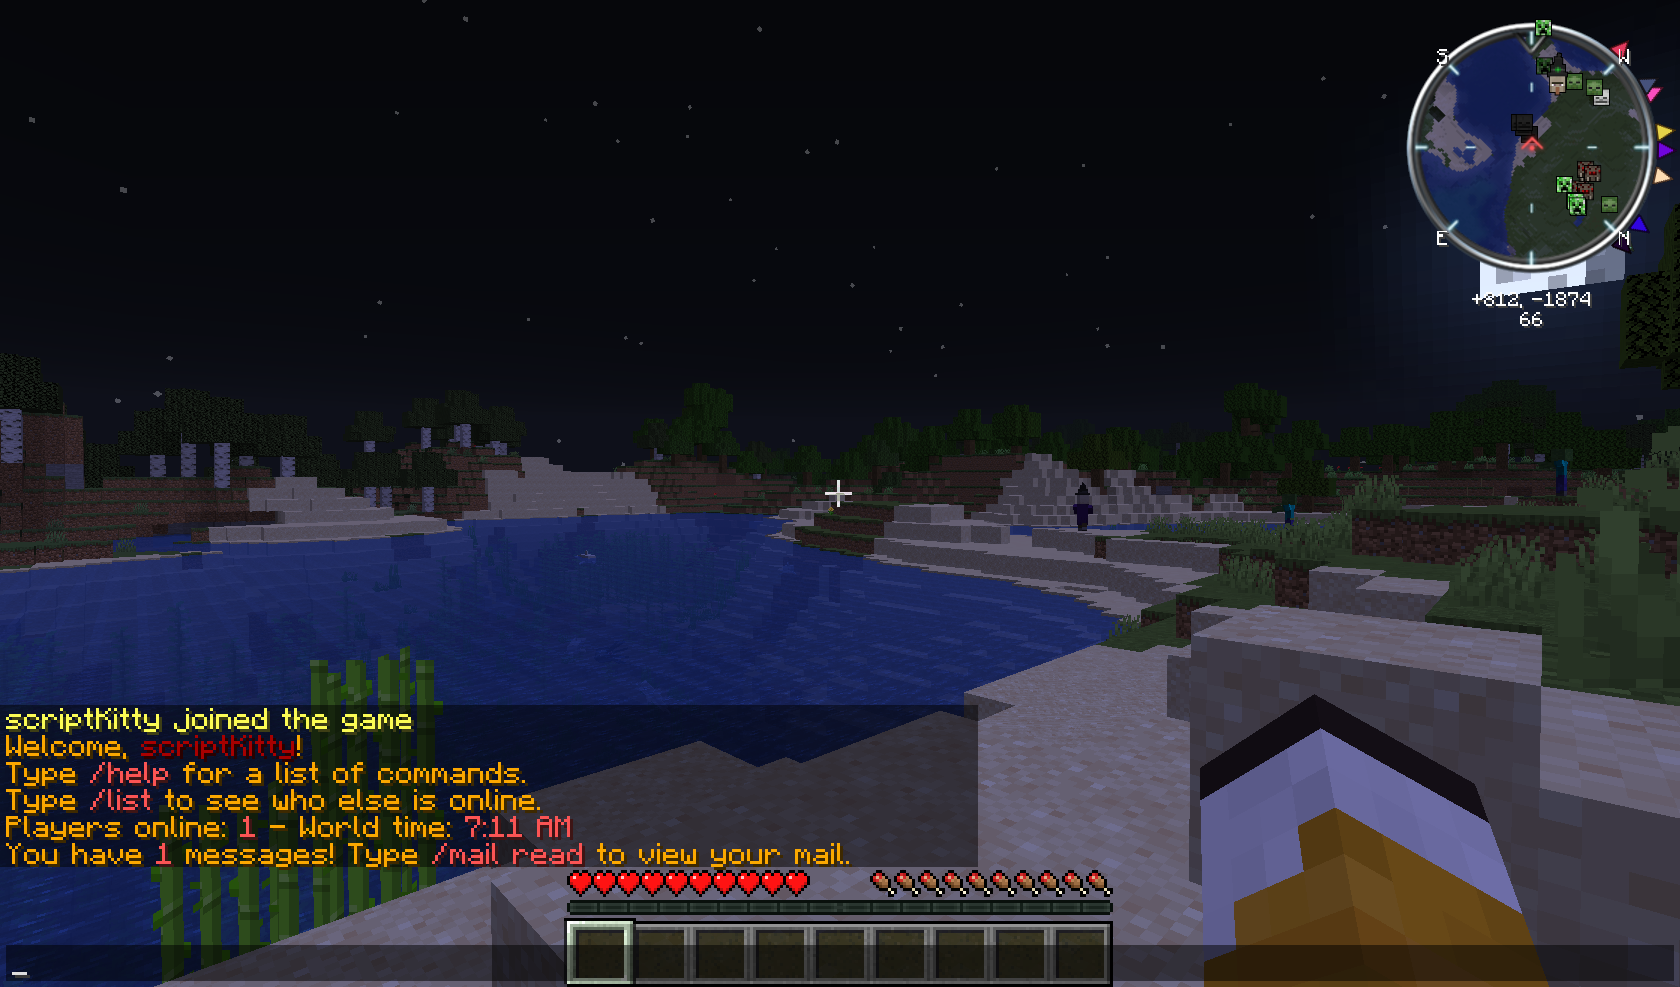 S
W
E
N
+812, -1874
66
scriptKitty joined the game
Welcome, scriptKitty!
Type /help for a list of commands.
Type /list to see who else is online.
Players online: 1 - World time: 7:11 AM
You have 1 messages! Type /mail read to view your mail.
_